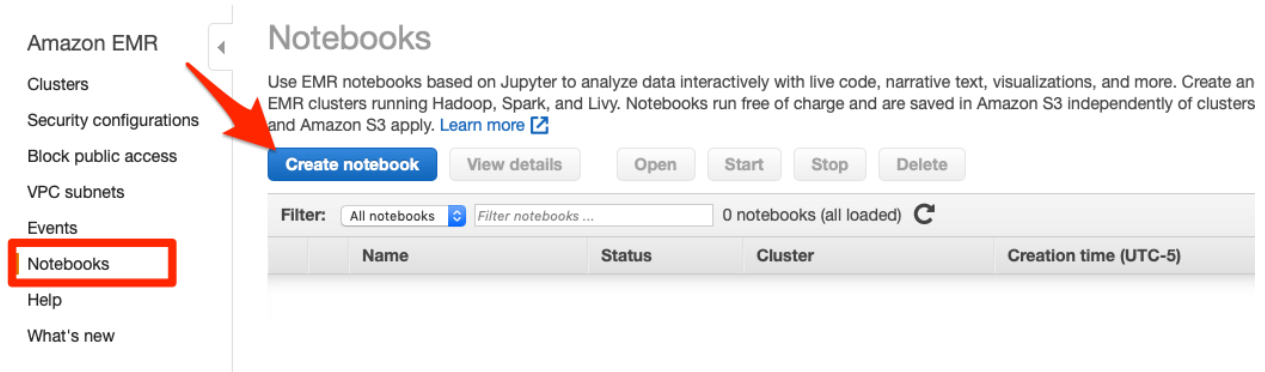 Amazon EMR
Clusters
Security configurations
Block public access
VPC subnets
Events
Notebooks
Help
What's new
Notebooks
Use EMR notebooks based on Jupyter to analyze data interactively with live code, narrative text, visualizations, and more. Create an
EMR clusters running Hadoop, Spark, and Livy. Notebooks run free of charge and are saved in Amazon S3 independently of clusters
and Amazon S3 apply. Learn more
Create notebook View details Open Start Stop Delete
Filter: All notebooks Filter notebooks ... 0 notebooks (all loaded)
Name Status Cluster Creation time (UTC-5)